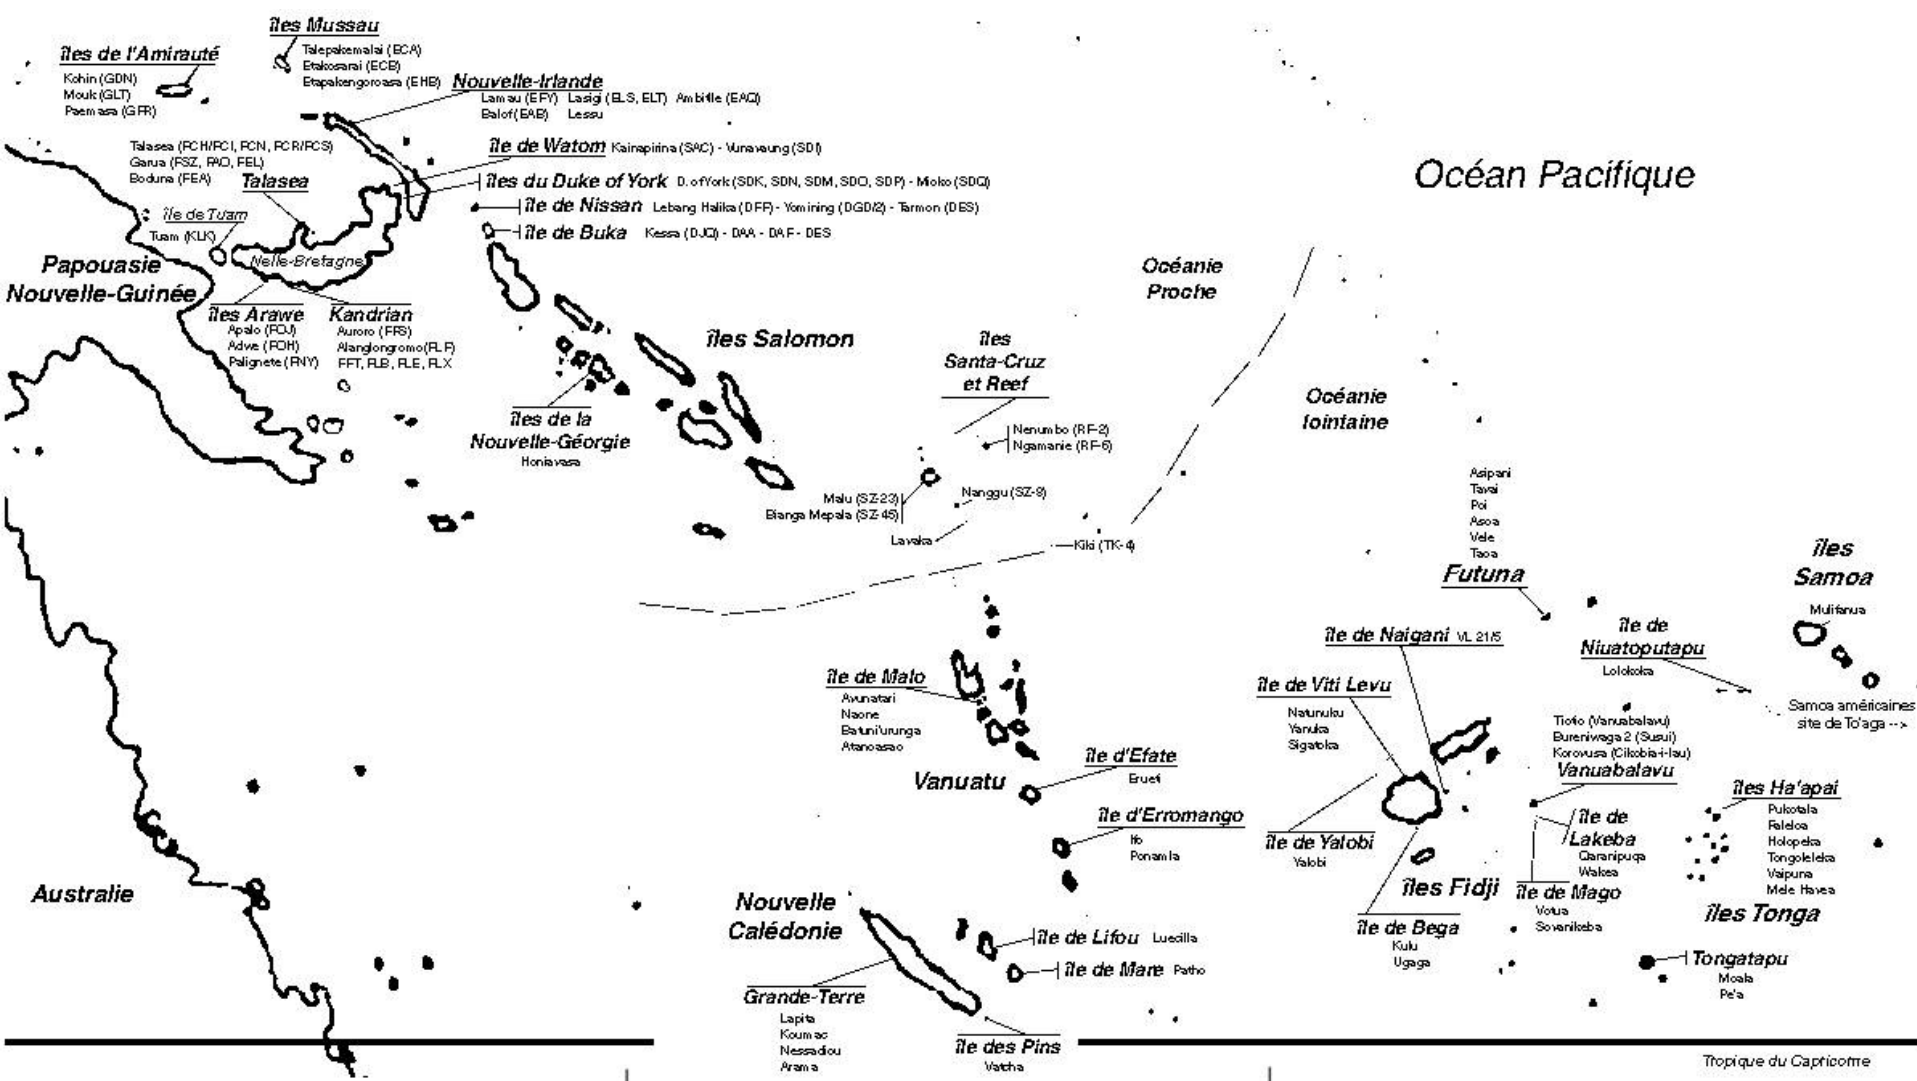 îles Mussau
Talepakemalai (ECA)
Etakosarai (ECB)
Etapakengoroasa (EHB)
îles de l'Amirauté
Kohin (GDN)
Mouk (GLT)
Paemasa (GFR)
Nouvelle-Irlande
Lamau (EFY) Lasigi (ELS, ELT) Ambitle (EAQ)
Balof (EAB) Lessu
île de Watom Kainapirina (SAC) - Vunavaung (SDI)
îles du Duke of York D. of York (SDK, SDN, SDM, SDO, SDP) - Mioko (SDQ)
île de Nissan Lebang Halika (DFF) - Yomining (DGD/2) - Tarmon (DES)
île de Buka Kessa (DJQ) - DAA - DAF - DES
Talasea (FCH/FCI, FCN, FCR/FCS)
Garua (FSZ, FAO, FEL)
Boduna (FEA)
Talasea
île de Tuam
Tuam (KLK)
Nelle-Bretagne
Papouasie
Nouvelle-Guinée
îles Arawe
Apalo (FOJ)
Adwe (FOH)
Palignete (FNY)
Kandrian
Auroro (FFS)
Alanglongromo (FLF)
FFT, FLB, FLE, FLX
Océan Pacifique
Océanie
Proche
Océanie
lointaine
îles Salomon
îles de la
Nouvelle-Géorgie
Honiavasa
îles
Santa-Cruz
et Reef
Nenumbo (RF-2)
Ngamanie (RF-6)
Malu (SZ-23)
Bianga Mepala (SZ-45)
Nanggu (SZ-8)
Lavaka
Kiki (TK-4)
Asipani
Tavai
Poi
Asoa
Vele
Taoa
Futuna
îles
Samoa
Mulifanua
Samoa américaines
site de To'aga -->
île de
Niuatoputapu
Lolokoka
île de Naigani VL 21/5
île de Viti Levu
Natunuku
Yanuka
Sigatoka
île de Malo
Avunatari
Naone
Batuni'urunga
Atanoasao
Vanuatu
île d'Efate
Erueti
île d'Erromango
Ifo
Ponamla
Tiotio (Vanuabalavu)
Bureniwaga 2 (Susui)
Korovusa (Cikobia-i-lau)
Vanuabalavu
île de
Lakeba
Qaranipuqa
Wakea
île de Mago
Votua
Sovanikeba
île de Yalobi
Yalobi
îles Fidji
île de Bega
Kulu
Ugaga
îles Ha'apai
Pukotala
Faleloa
Holopeka
Tongoleleka
Vaipuna
Mele Havea
îles Tonga
Tongatapu
Moala
Pe'a
Australie
Nouvelle
Calédonie
île de Lifou Luecilla
île de Mare Patho
Grande-Terre
Lapita
Koumac
Nessadiou
Arama
île des Pins
Vatcha
Tropique du Capricorne